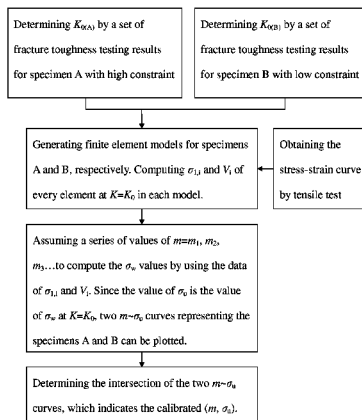 Determining K0(A) by a set of
fracture toughness testing results
for specimen A with high constraint
Determining K0(B) by a set of
fracture toughness testing results
for specimen B with low constraint
Generating finite element models for specimens
A and B, respectively. Computing σ1,i and Vi of
every element at K=K0 in each model.
Obtaining the
stress-strain curve
by tensile test
Assuming a series of values of m=m1, m2,
m3…to compute the σw values by using the data
of σ1,i and Vi. Since the value of σu is the value
of σw at K=K0, two m~σu curves representing the
specimens A and B can be plotted.
Determining the intersection of the two m~σu
curves, which indicates the calibrated (m, σu).